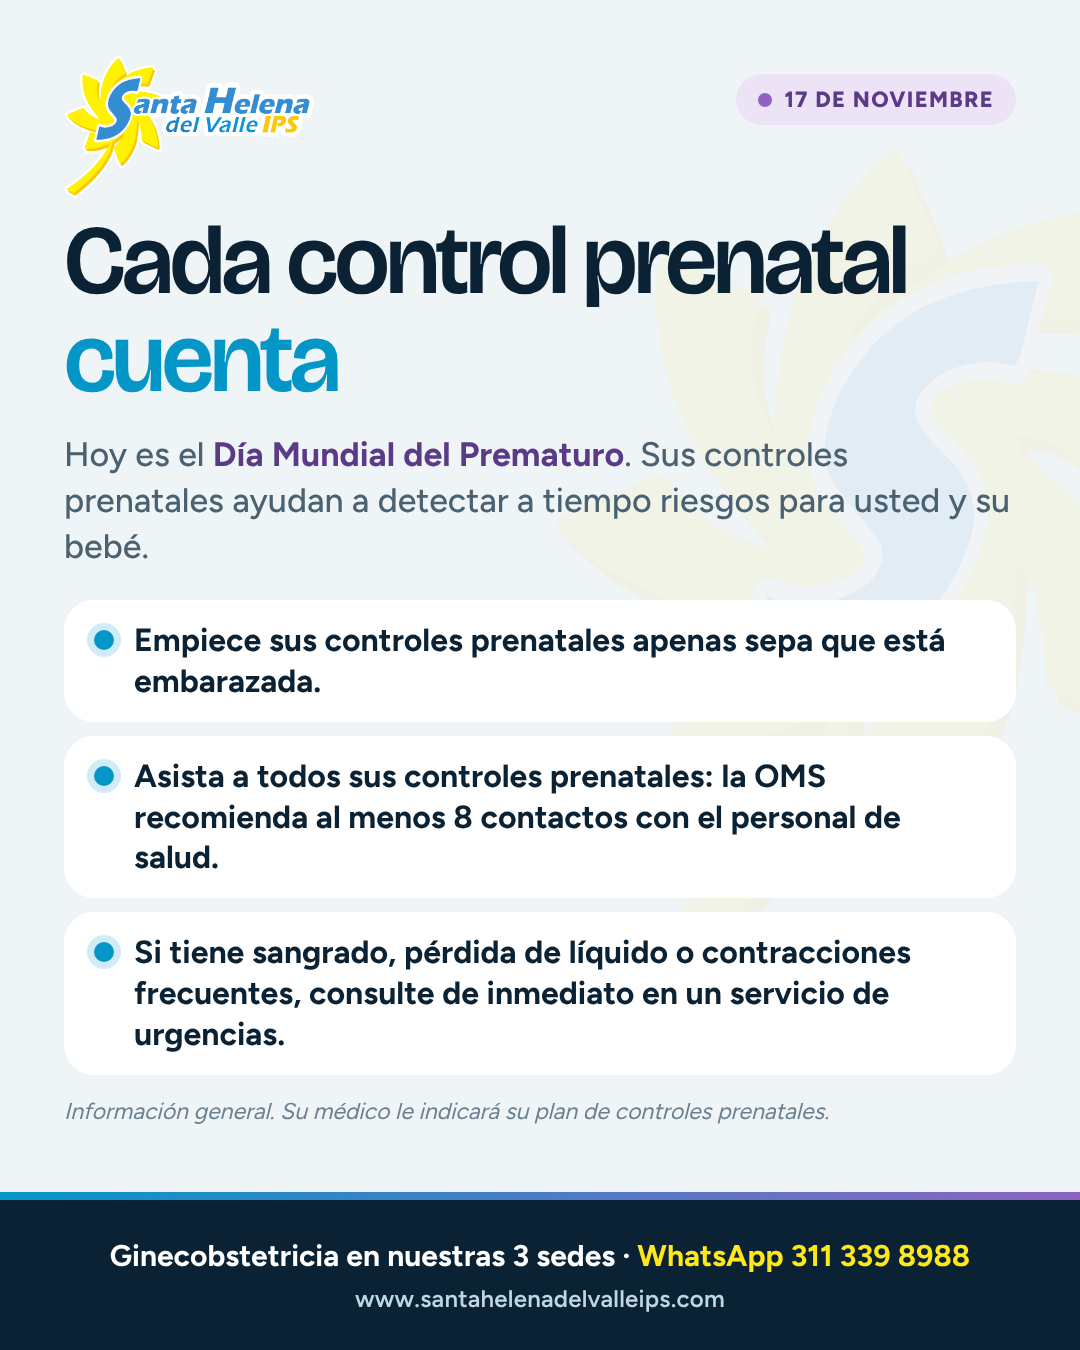 Santa Helena
del Valle IPS
17 DE NOVIEMBRE
Cada control prenatal
cuenta
Hoy es el Día Mundial del Prematuro. Sus controles
prenatales ayudan a detectar a tiempo riesgos para usted y su
bebé.
Empiece sus controles prenatales apenas sepa que está
embarazada.
Asista a todos sus controles prenatales: la OMS
recomienda al menos 8 contactos con el personal de
salud.
Si tiene sangrado, pérdida de líquido o contracciones
frecuentes, consulte de inmediato en un servicio de
urgencias.
Información general. Su médico le indicará su plan de controles prenatales.
Ginecobstetricia en nuestras 3 sedes · WhatsApp 311 339 8988
www.santahelenadelvalleips.com